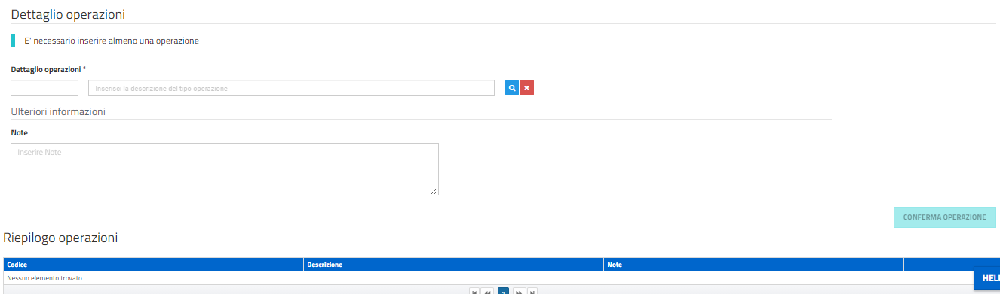 Dettaglio operazioni
E' necessario inserire almeno una operazione
Dettaglio operazioni *
Inserisci la descrizione del tipo operazione
Ulteriori informazioni
Note
Inserire Note
CONFERMA OPERAZIONE
Riepilogo operazioni
Codice Descrizione Note
Nessun elemento trovato
1